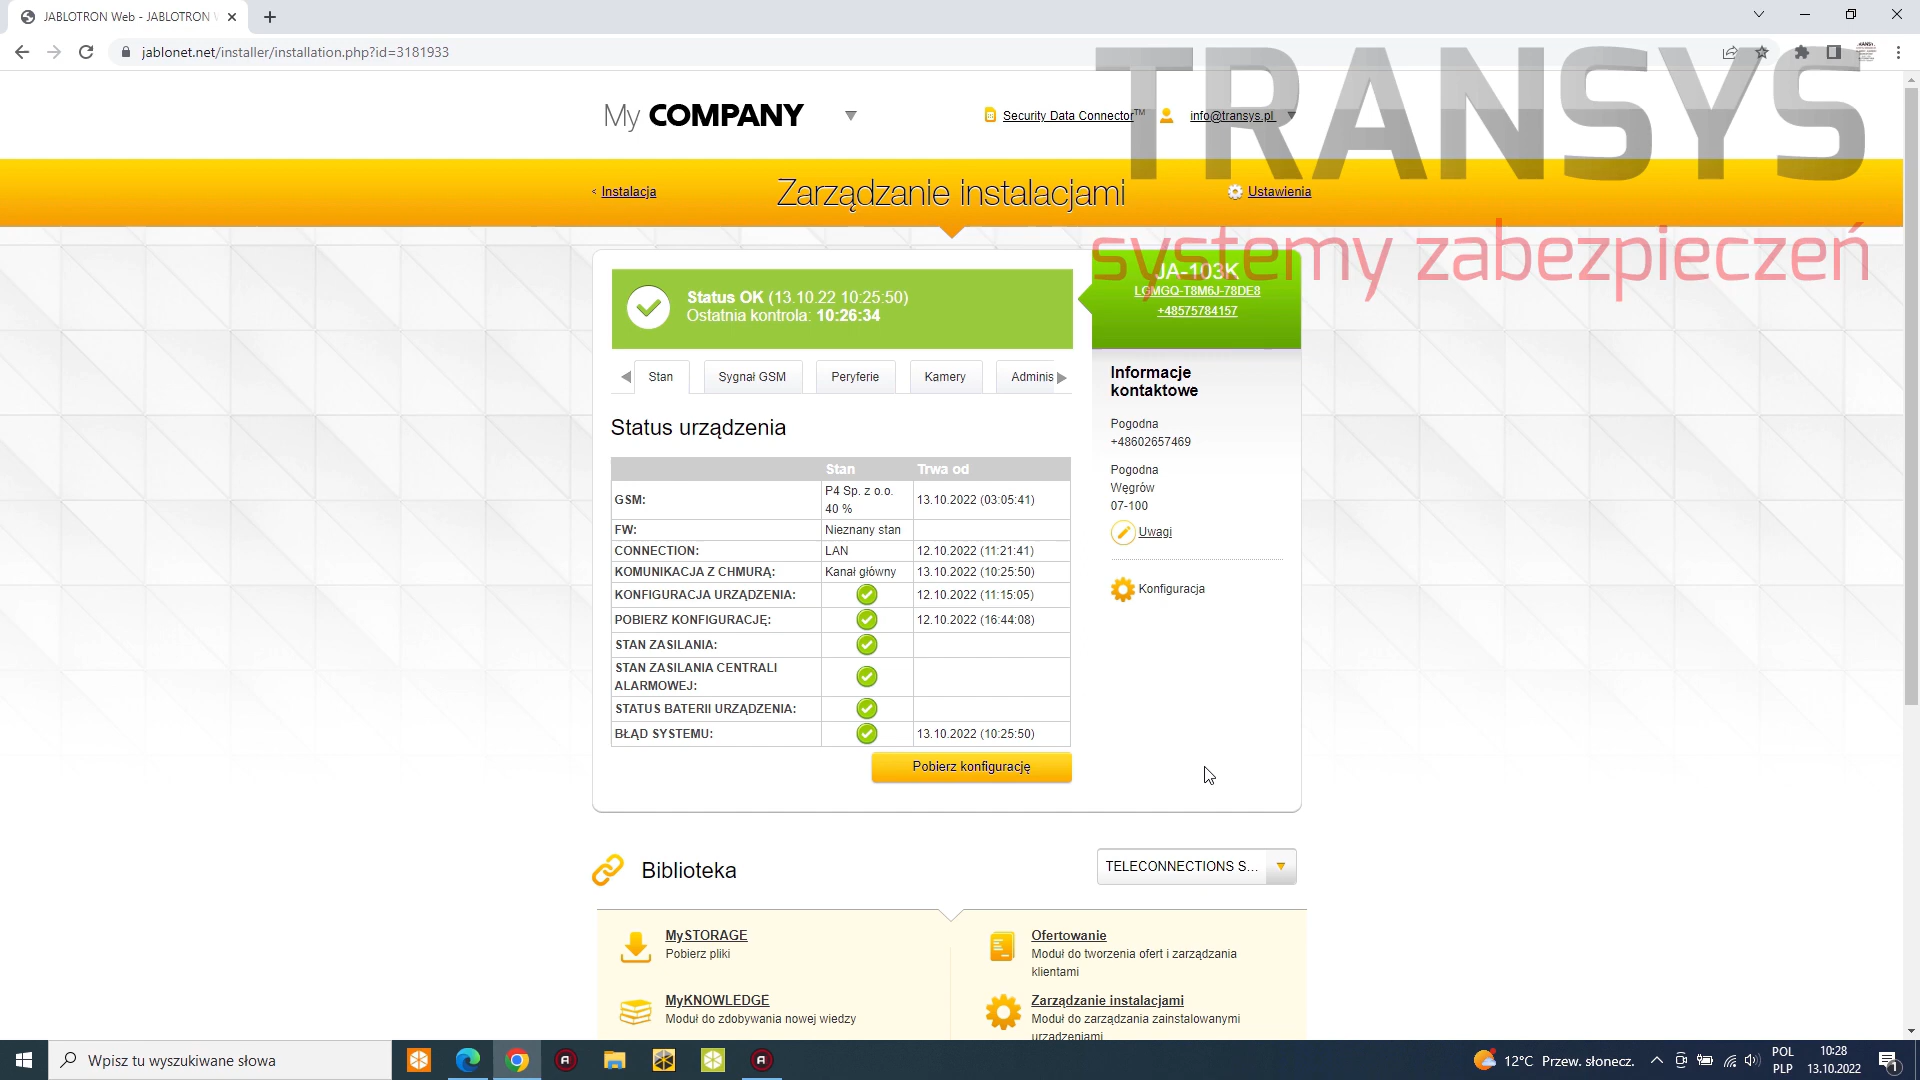 JABLOTRON Web - JABLOTRON
jablonet.net/installer/installation.php?id=3181933
TRANSYS
systemy zabezpieczeń
My COMPANY
Security Data Connector™
info@transys.pl
< Instalacja
Zarządzanie instalacjami
Ustawienia
Status OK (13.10.22 10:25:50)
Ostatnia kontrola: 10:26:34
JA-103K
LGMGQ-T8M6J-78DE8
+48575784157
Stan
Sygnał GSM
Peryferie
Kamery
Adminis
Status urządzenia
Stan Trwa od
GSM: P4 Sp. z o.o. 40 % 13.10.2022 (03:05:41)
FW: Nieznany stan
CONNECTION: LAN 12.10.2022 (11:21:41)
KOMUNIKACJA Z CHMURĄ: Kanał główny 13.10.2022 (10:25:50)
KONFIGURACJA URZĄDZENIA: 12.10.2022 (11:15:05)
POBIERZ KONFIGURACJĘ: 12.10.2022 (16:44:08)
STAN ZASILANIA:
STAN ZASILANIA CENTRALI
ALARMOWEJ:
STATUS BATERII URZĄDZENIA:
BŁĄD SYSTEMU: 13.10.2022 (10:25:50)
Pobierz konfigurację
Informacje
kontaktowe
Pogodna
+48602657469
Pogodna
Węgrów
07-100
Uwagi
Konfiguracja
Biblioteka
TELECONNECTIONS S...
MySTORAGE
Pobierz pliki
Ofertowanie
Moduł do tworzenia ofert i zarządzania
klientami
MyKNOWLEDGE
Moduł do zdobywania nowej wiedzy
Zarządzanie instalacjami
Moduł do zarządzania zainstalowanymi
urządzeniami
Wpisz tu wyszukiwane słowa
12°C Przew. słonecz.
POL
PLP
10:28
13.10.2022
1